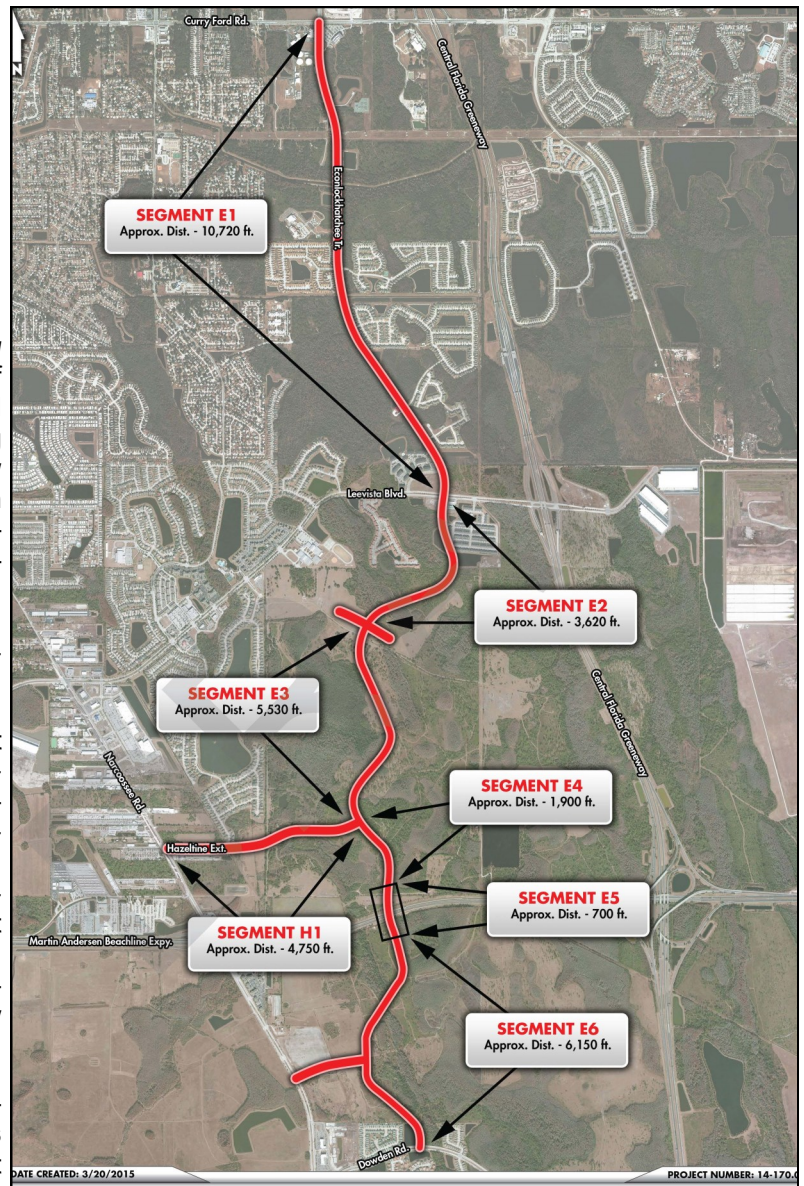 N
Curry Ford Rd.
Central Florida Greeneway
Econlockhatchee Tr.
SEGMENT E1
Approx. Dist. - 10,720 ft.
Leevista Blvd.
SEGMENT E2
Approx. Dist. - 3,620 ft.
SEGMENT E3
Approx. Dist. - 5,530 ft.
Central Florida Greeneway
Narcoossee Rd.
SEGMENT E4
Approx. Dist. - 1,900 ft.
Hazeltine Ext.
SEGMENT E5
Approx. Dist. - 700 ft.
SEGMENT H1
Approx. Dist. - 4,750 ft.
Martin Andersen Beachline Expy.
SEGMENT E6
Approx. Dist. - 6,150 ft.
Dowden Rd.
DATE CREATED: 3/20/2015
PROJECT NUMBER: 14-170.0